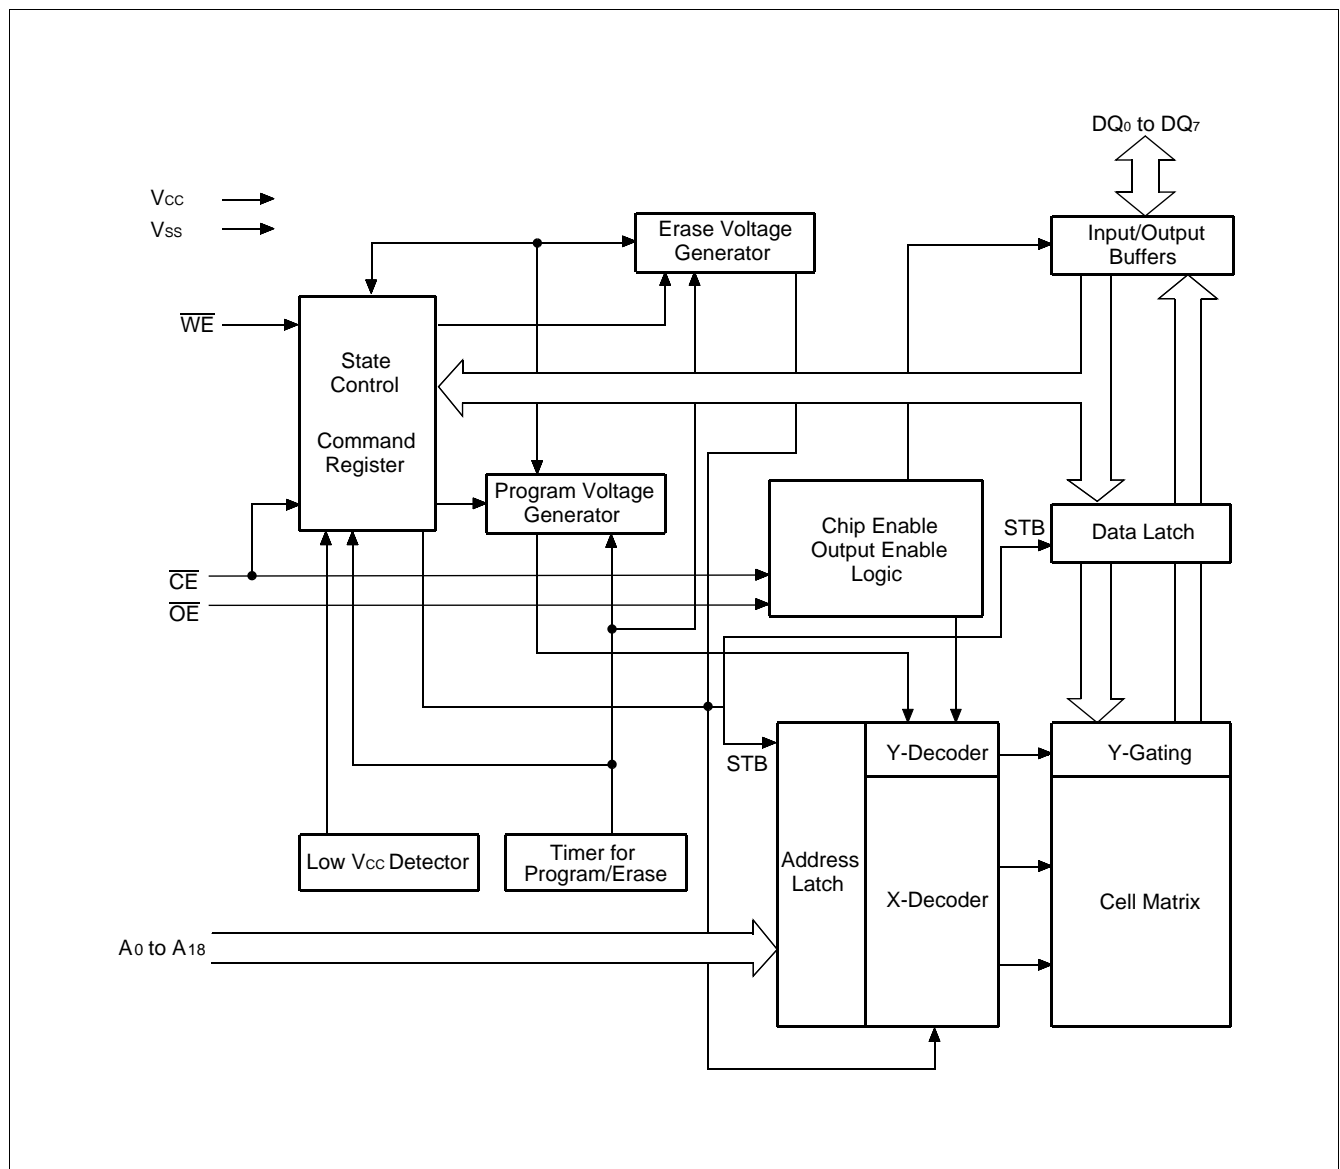 DQ0 to DQ7
VCC
VSS
Erase Voltage
Generator
Input/Output
Buffers
WE
State
Control
Command
Register
Program Voltage
Generator
Chip Enable
Output Enable
Logic
STB
Data Latch
CE
OE
STB
Y-Decoder
Y-Gating
Low VCC Detector
Timer for
Program/Erase
Address
Latch
X-Decoder
Cell Matrix
A0 to A18